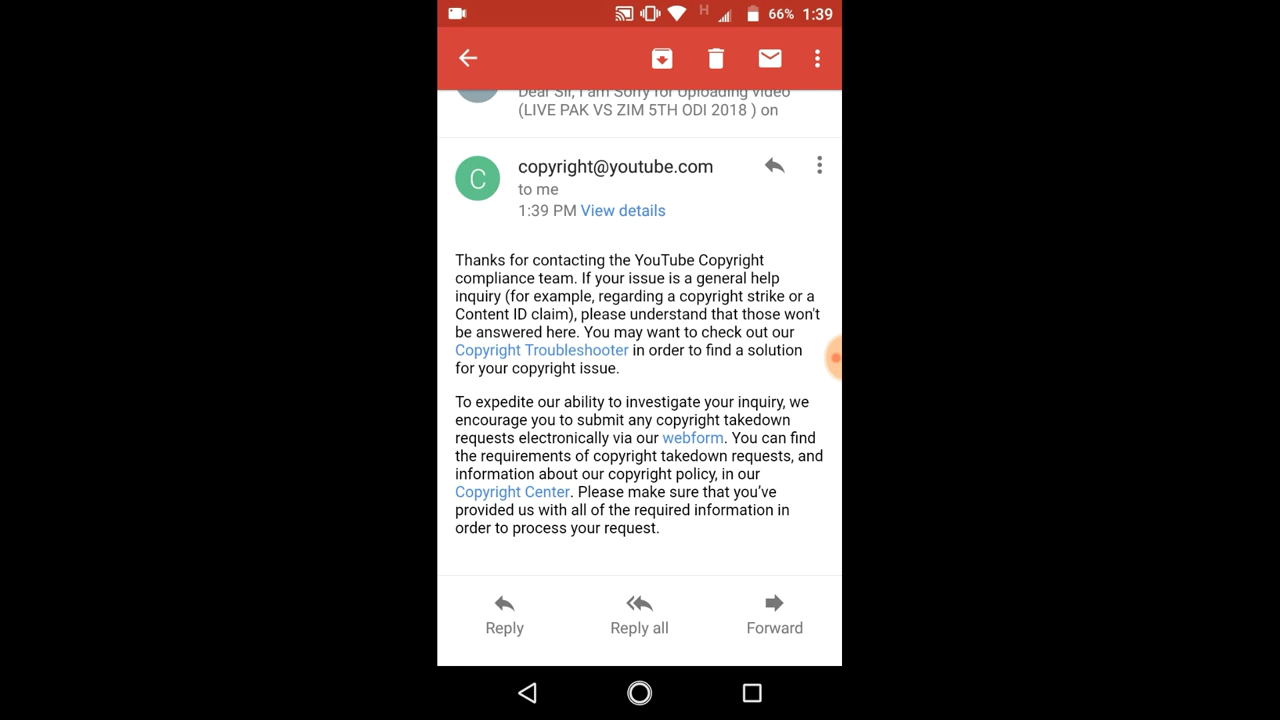 H 66% 1:39
Dear Sir, I am Sorry for Uploading video
(LIVE PAK VS ZIM 5TH ODI 2018 ) on
C
copyright@youtube.com
to me
1:39 PM View details
Thanks for contacting the YouTube Copyright
compliance team. If your issue is a general help
inquiry (for example, regarding a copyright strike or a
Content ID claim), please understand that those won't
be answered here. You may want to check out our
Copyright Troubleshooter in order to find a solution
for your copyright issue.
To expedite our ability to investigate your inquiry, we
encourage you to submit any copyright takedown
requests electronically via our webform. You can find
the requirements of copyright takedown requests, and
information about our copyright policy, in our
Copyright Center. Please make sure that you’ve
provided us with all of the required information in
order to process your request.
Reply Reply all Forward